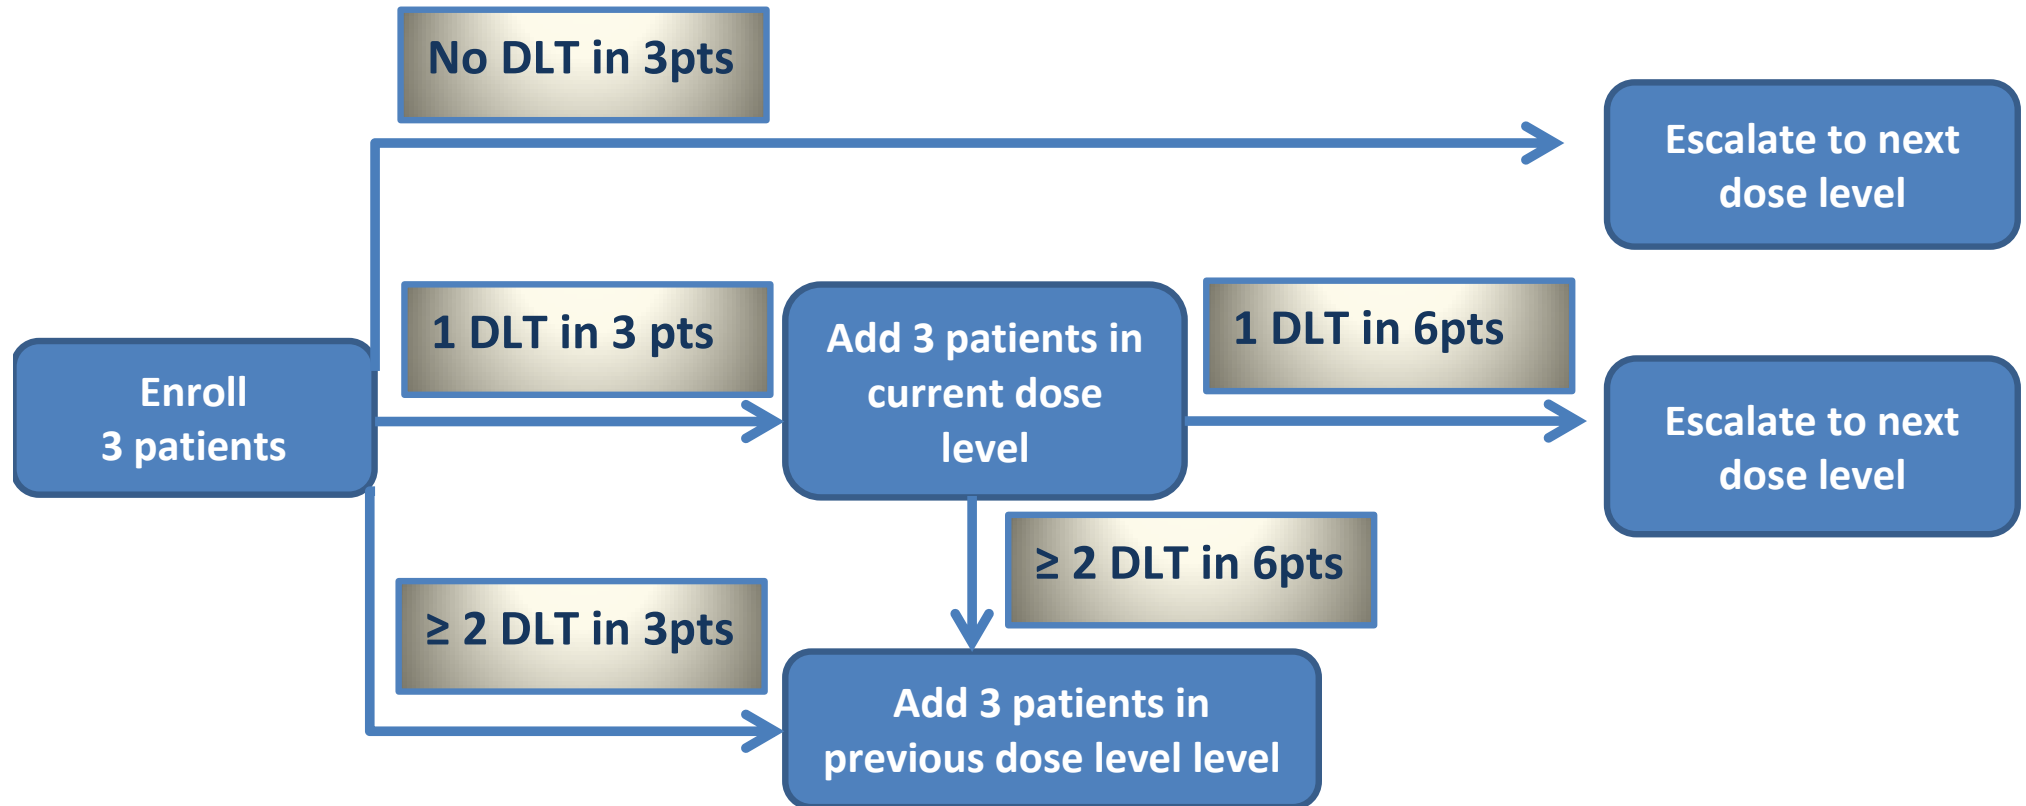 No DLT in 3pts
Escalate to next
dose level
1 DLT in 3 pts
Add 3 patients in
current dose
level
1 DLT in 6pts
Enroll
3 patients
Escalate to next
dose level
≥ 2 DLT in 6pts
≥ 2 DLT in 3pts
Add 3 patients in
previous dose level level